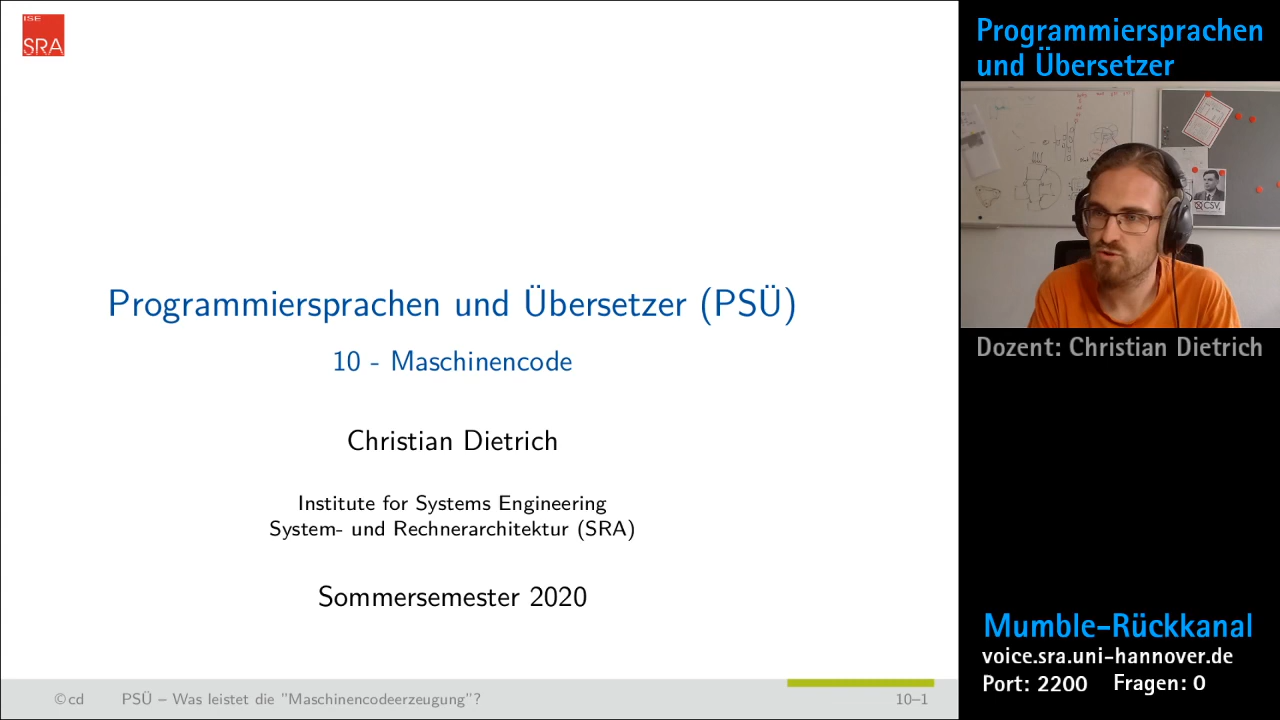 ISE
SRA
Programmiersprachen und Übersetzer (PSÜ)
10 - Maschinencode
Christian Dietrich
Institute for Systems Engineering
System- und Rechnerarchitektur (SRA)
Sommersemester 2020
©cd PSÜ – Was leistet die "Maschinencodeerzeugung"? 10–1
Programmiersprachen
und Übersetzer
CSV
Dozent: Christian Dietrich
Mumble-Rückkanal
voice.sra.uni-hannover.de
Port: 2200 Fragen: 0